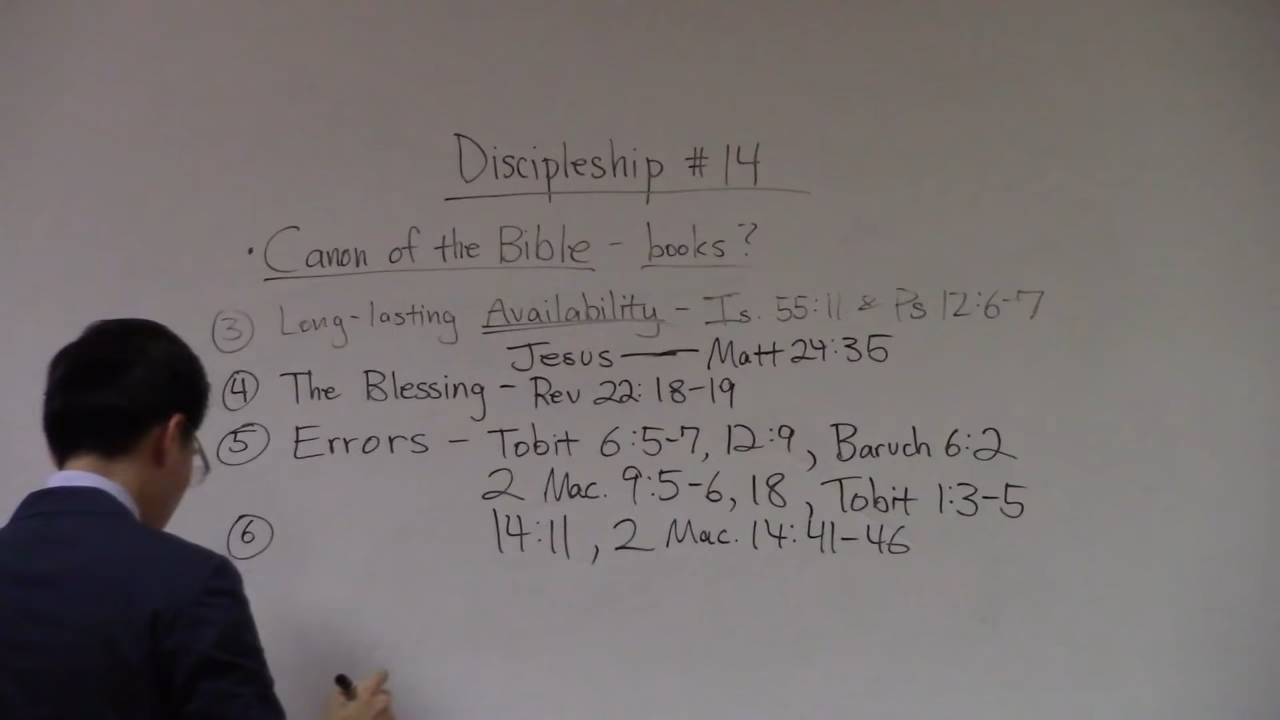 Discipleship #14
· Canon of the Bible - books?
③ Long-lasting Availability - Is. 55:11 & Ps 12:6-7
Jesus — Matt 24:35
④ The Blessing - Rev 22:18-19
⑤ Errors - Tobit 6:5-7, 12:9, Baruch 6:2
2 Mac. 9:5-6, 18, Tobit 1:3-5
⑥ 14:11, 2 Mac. 14:41-46